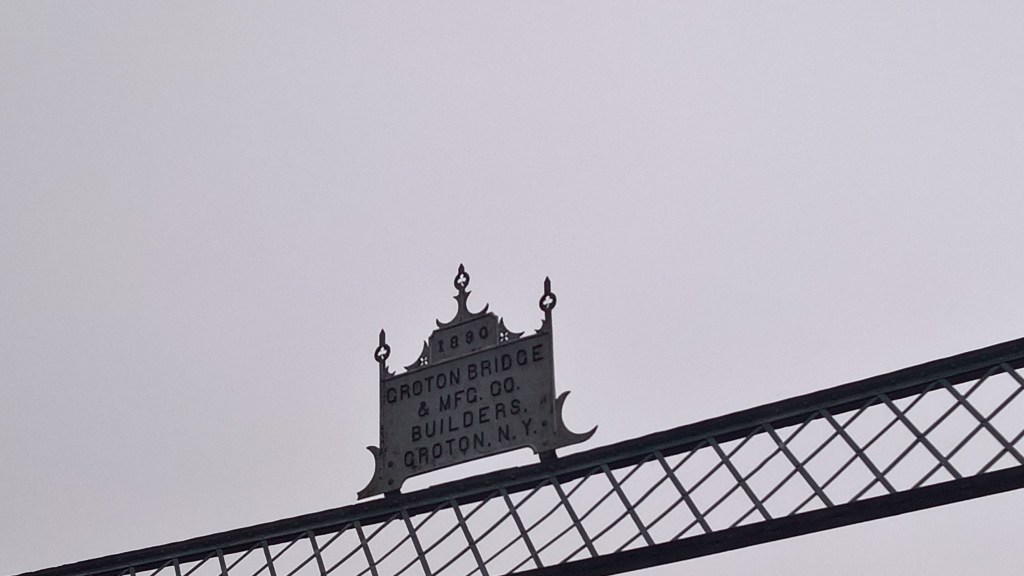 1890
GROTON BRIDGE
& MFG. CO.
BUILDERS.
GROTON, N.Y.